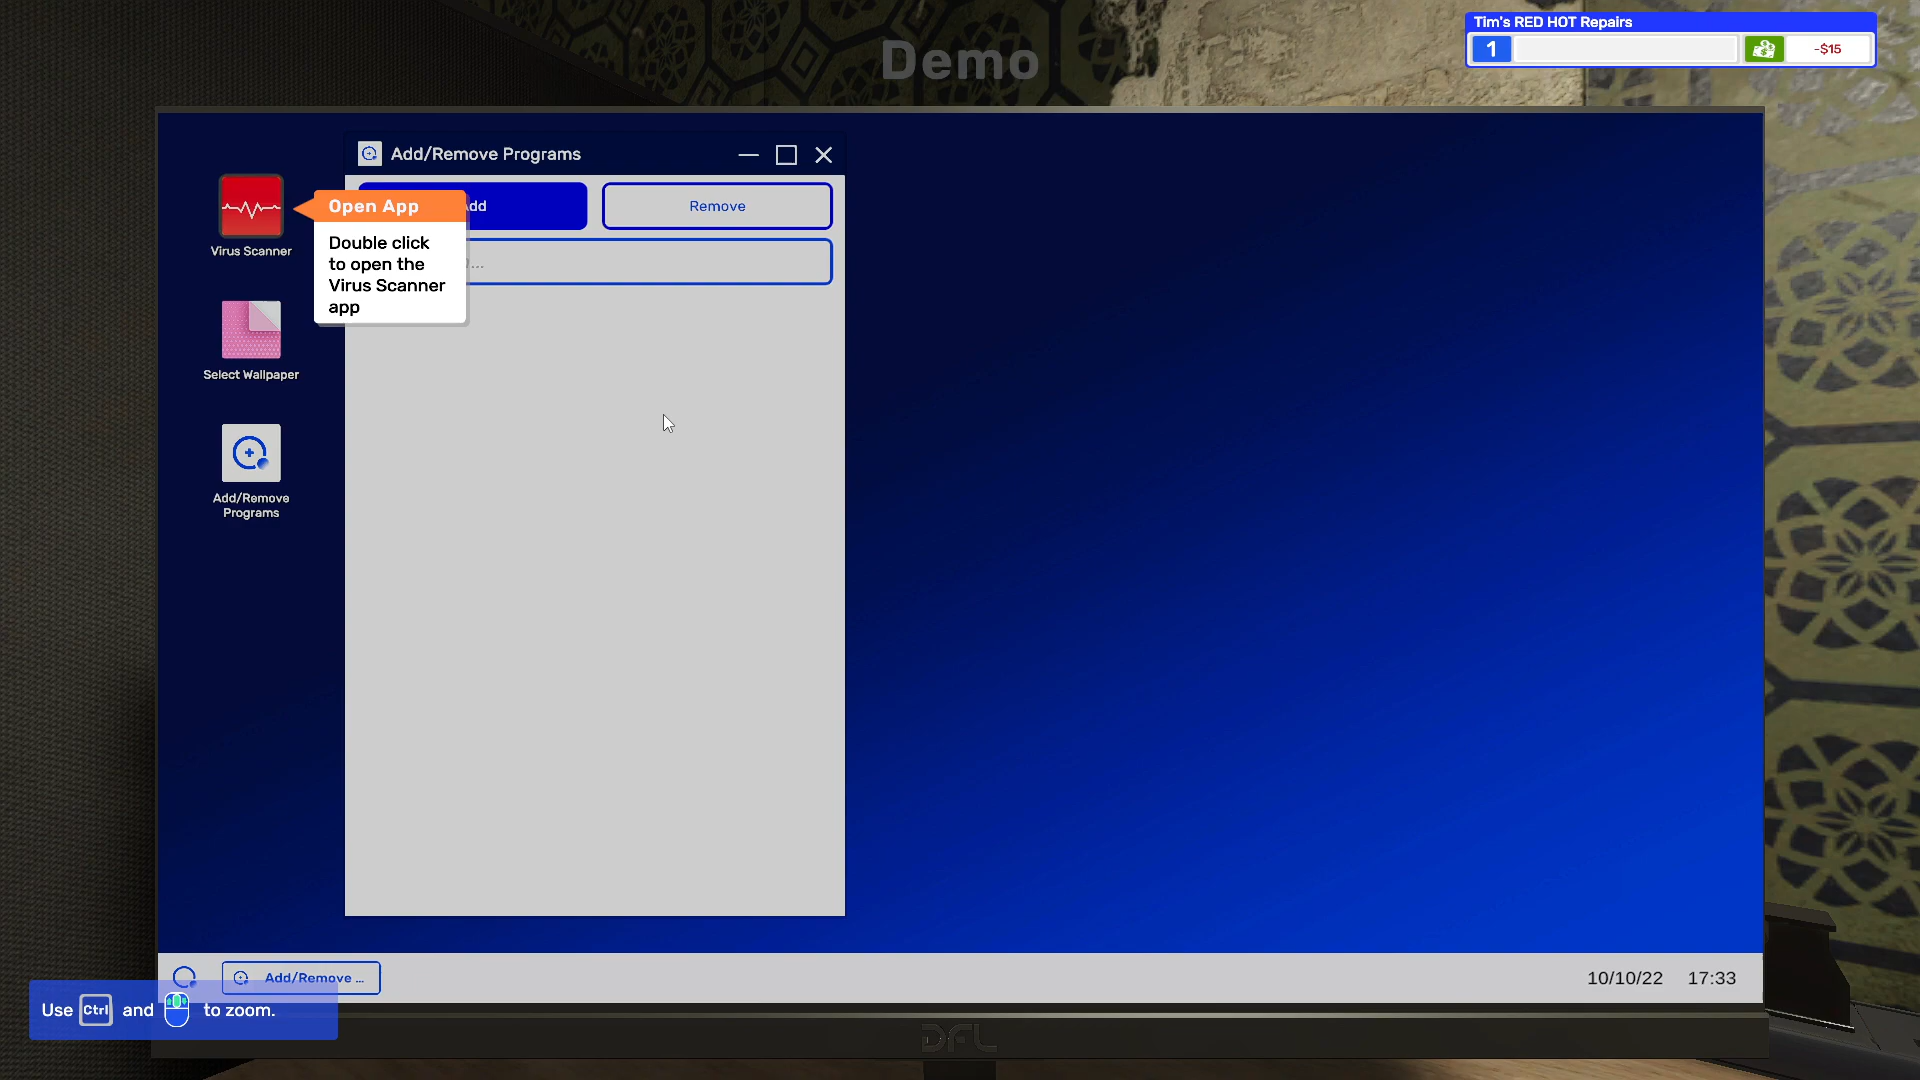 Demo
Tim's RED HOT Repairs
1
-$15
Add/Remove Programs
Open App
Remove
Double click
to open the
Virus Scanner
app
Virus Scanner
Select Wallpaper
Add/Remove
Programs
Add/Remove ...
10/10/22 17:33
Use Ctrl and to zoom.
DFL